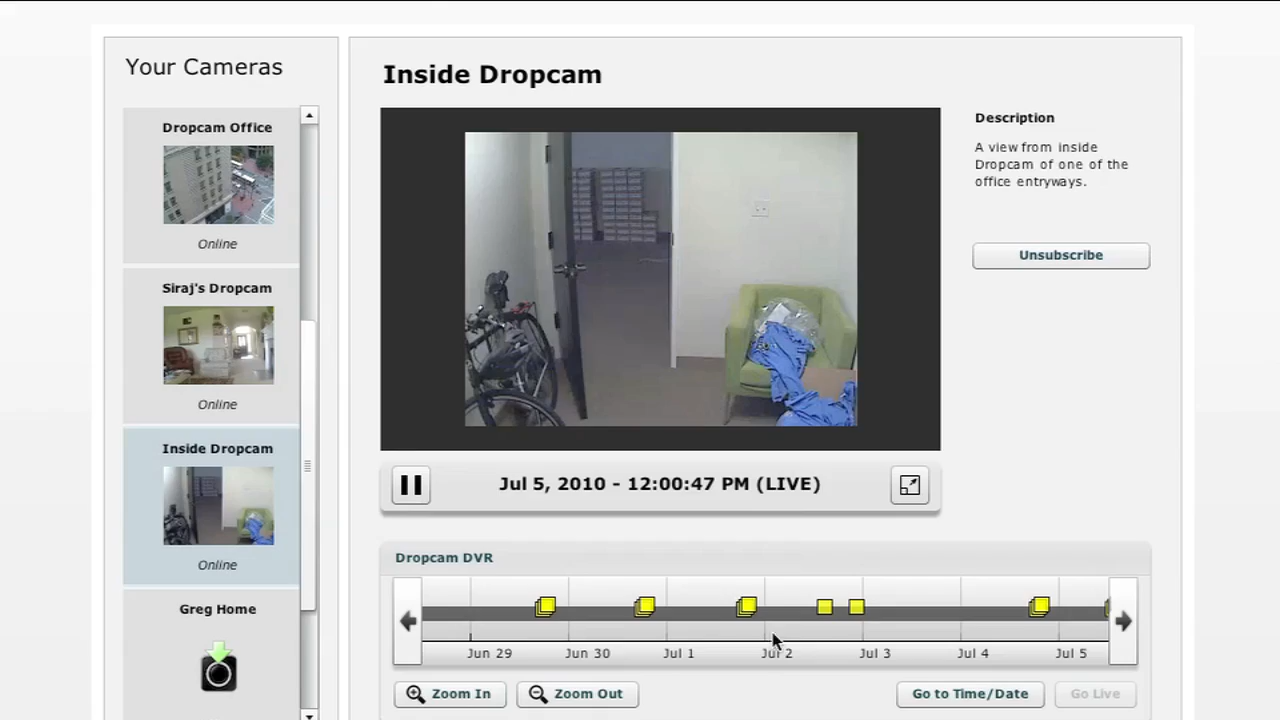 Your Cameras
Dropcam Office
Online
Siraj's Dropcam
Online
Inside Dropcam
Online
Greg Home
Inside Dropcam
Description
A view from inside
Dropcam of one of the
office entryways.
Unsubscribe
Jul 5, 2010 - 12:00:47 PM (LIVE)
Dropcam DVR
Jun 29 Jun 30 Jul 1 Jul 2 Jul 3 Jul 4 Jul 5
Zoom In Zoom Out Go to Time/Date Go Live